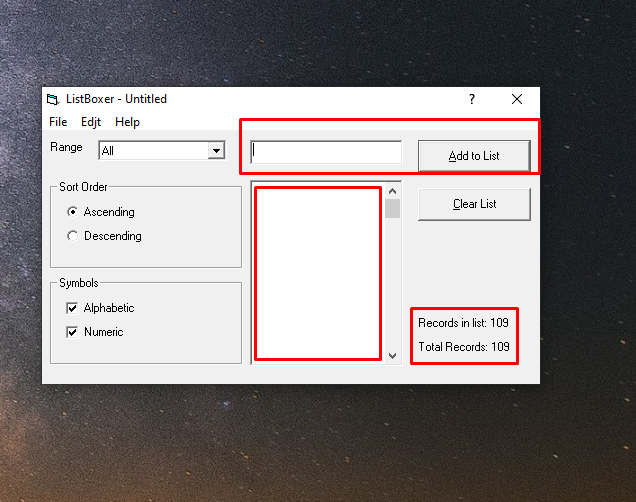 ListBoxer - Untitled
File Edjt Help
Range All Add to List
Sort Order
Ascending
Descending
Clear List
Symbols
Alphabetic
Numeric
Records in list: 109
Total Records: 109